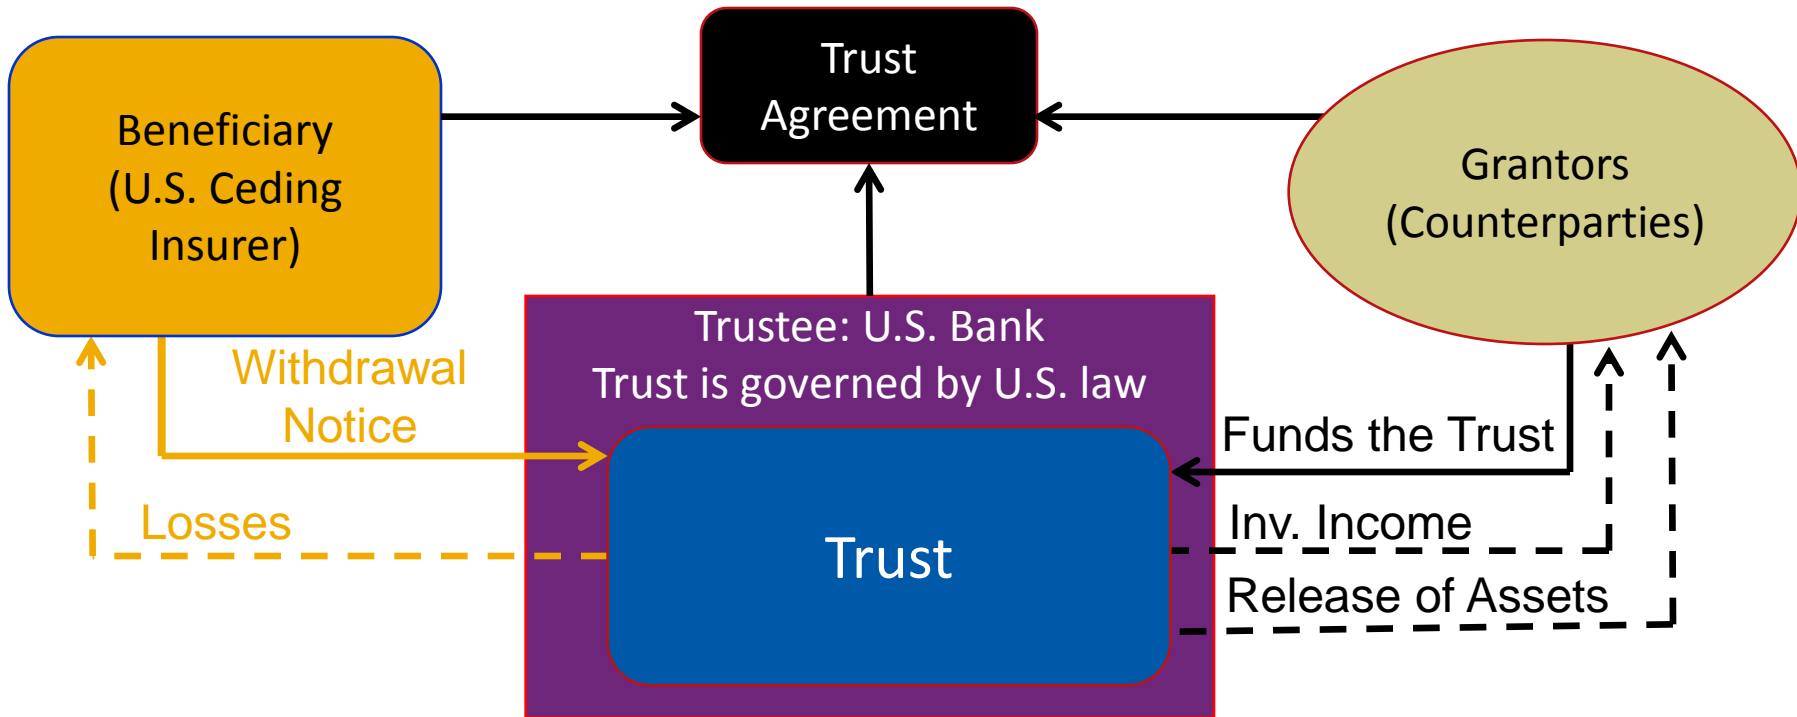 Trust
Agreement
Beneficiary
(U.S. Ceding
Insurer)
Grantors
(Counterparties)
Trustee: U.S. Bank
Trust is governed by U.S. law
Withdrawal
Notice
Funds the Trust
Losses
Inv. Income
Trust
Release of Assets